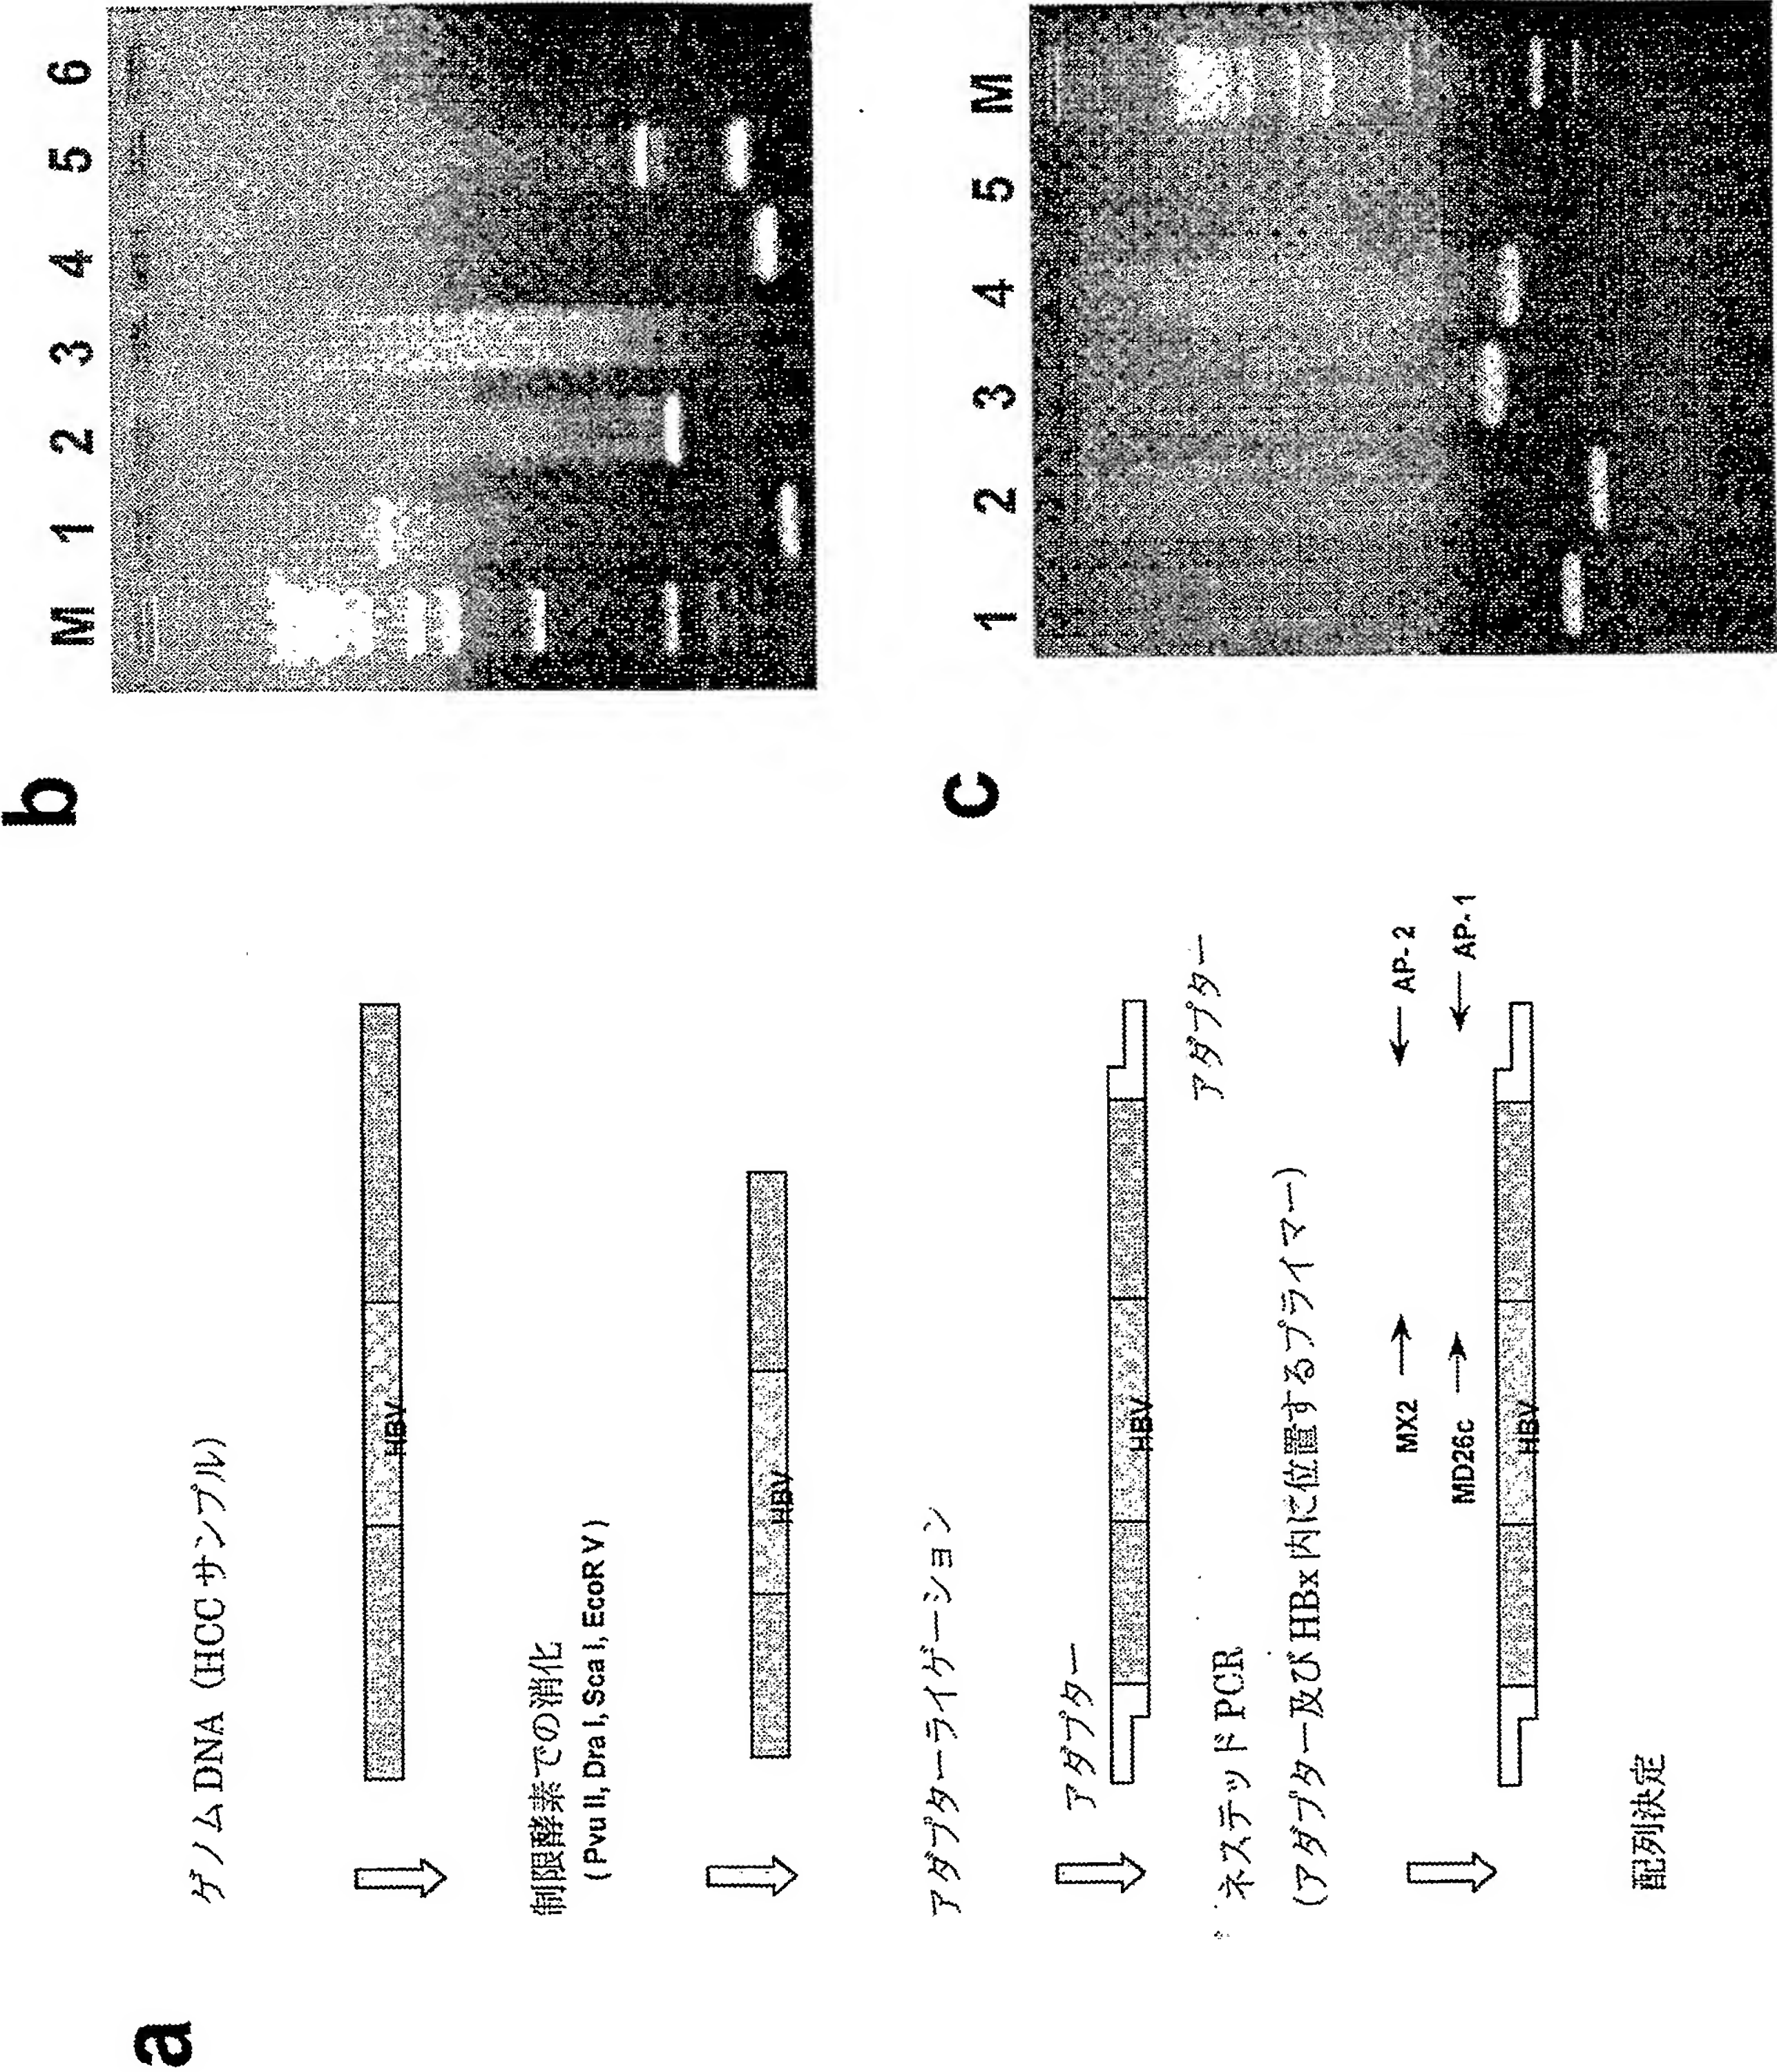 a
ゲノムDNA (HCCサンプル)
HBV
制限酵素での消化
(Pvu II, Dra I, Sca I, EcoR V)
HBV
アダプターライゲーション
アダプター
HBV
アダプター
ネステッドPCR
(アダプター及びHBx内に位置するプライマー)
MX2
AP-2
MD26c
AP-1
HBV
配列決定
b
M 1 2 3 4 5 6
c
1 2 3 4 5 M